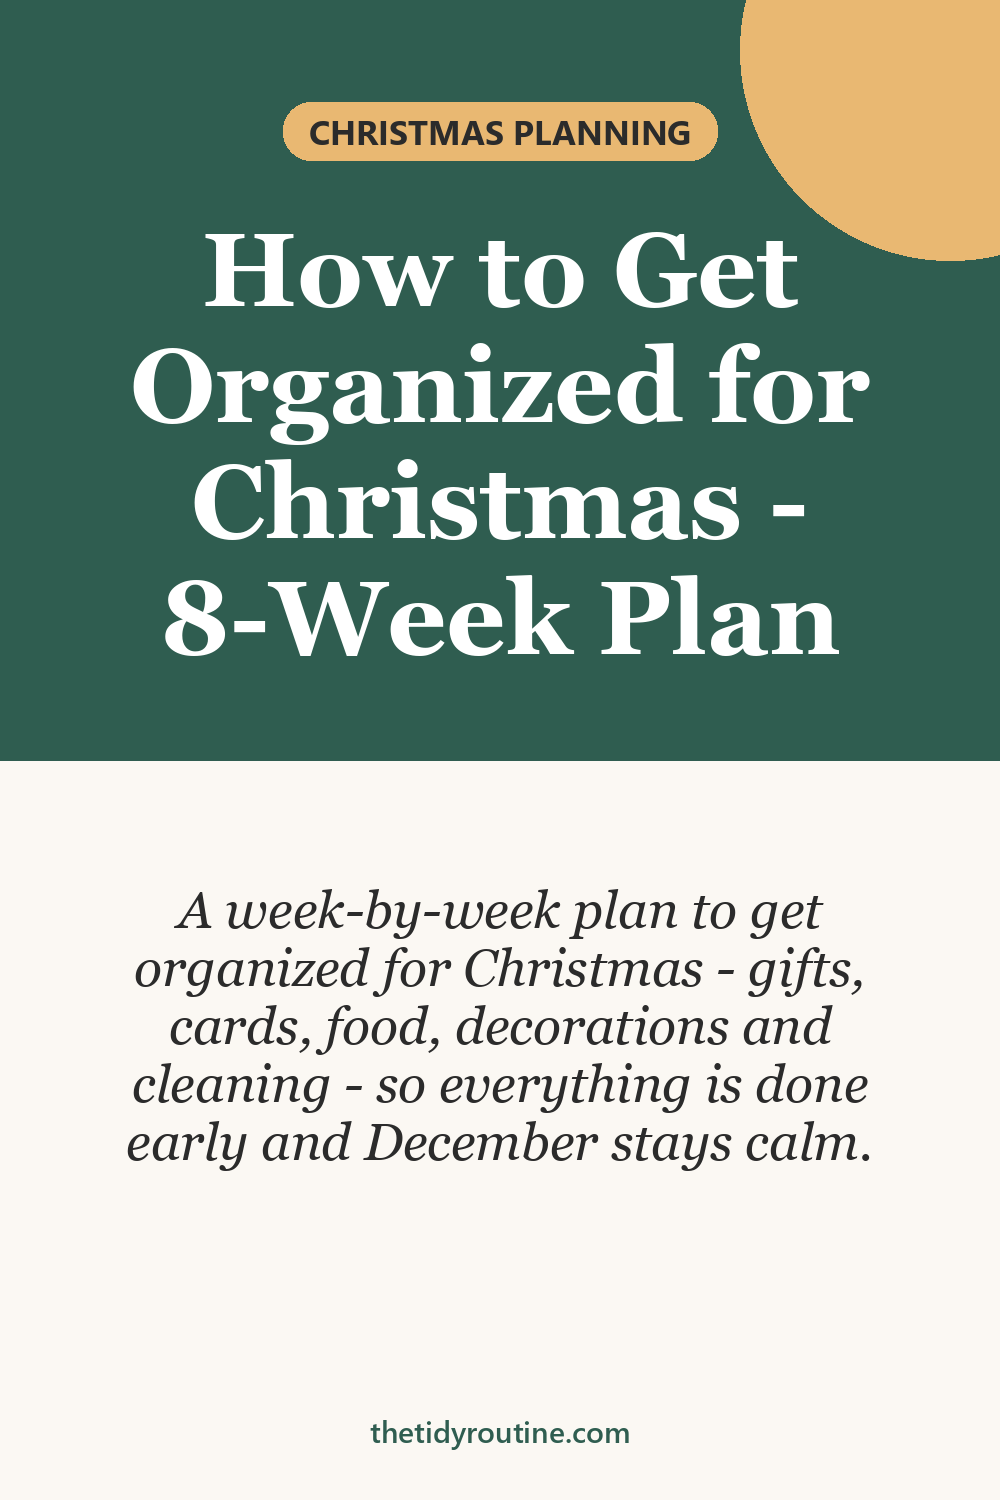 CHRISTMAS PLANNING
How to Get
Organized for
Christmas -
8-Week Plan
A week-by-week plan to get
organized for Christmas - gifts,
cards, food, decorations and
cleaning - so everything is done
early and December stays calm.
thetidyroutine.com